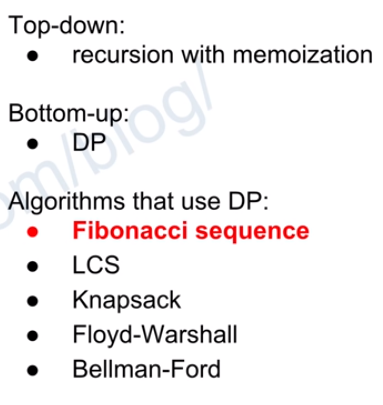 Top-down:
● recursion with memoization
Bottom-up:
● DP
om/blog/
Algorithms that use DP:
● Fibonacci sequence
● LCS
● Knapsack
● Floyd-Warshall
● Bellman-Ford